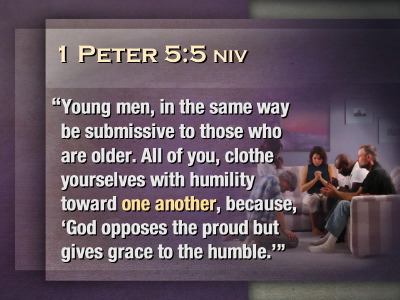 1 PETER 5:5 NIV
“Young men, in the same way
be submissive to those who
are older. All of you, clothe
yourselves with humility
toward one another, because,
‘God opposes the proud but
gives grace to the humble.’”